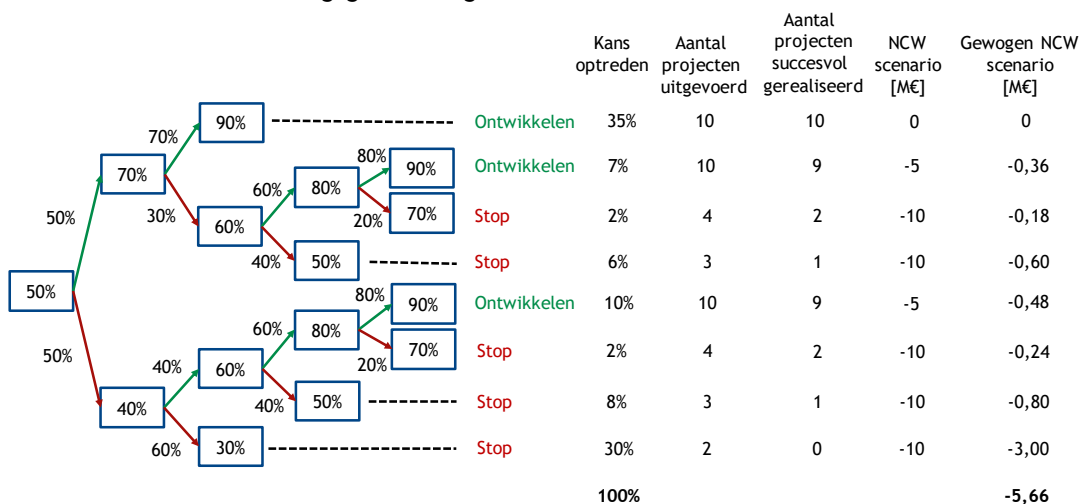 Kans optreden
Aantal projecten uitgevoerd
Aantal projecten succesvol gerealiseerd
NCW scenario [M€]
Gewogen NCW scenario [M€]
70% 90% Ontwikkelen 35% 10 10 0 0
70% 60% 80% 80% 90% Ontwikkelen 7% 10 9 -5 -0,36
50% 30% 60% 20% 70% Stop 2% 4 2 -10 -0,18
40% 50% Stop 6% 3 1 -10 -0,60
50% 80% 90% Ontwikkelen 10% 10 9 -5 -0,48
50% 40% 60% 60% 80% 20% 70% Stop 2% 4 2 -10 -0,24
40% 40% 50% Stop 8% 3 1 -10 -0,80
60% 30% Stop 30% 2 0 -10 -3,00
100% -5,66